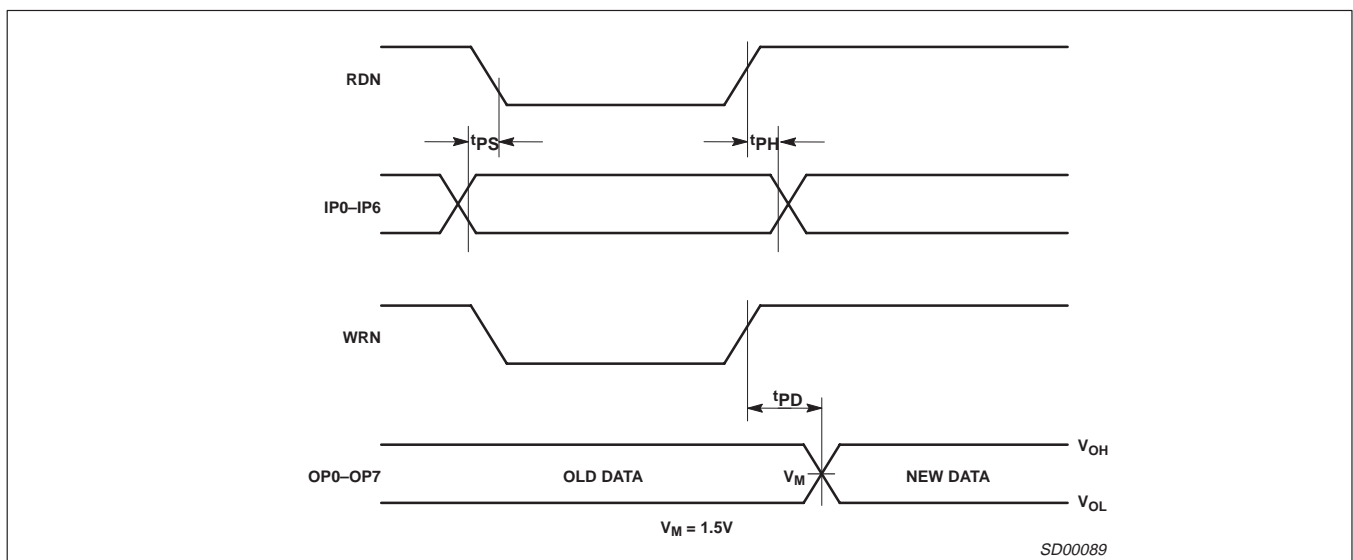 RDN
tPS
tPH
IP0–IP6
WRN
tPD
VOH
OP0–OP7 OLD DATA VM NEW DATA
VOL
VM = 1.5V
SD00089